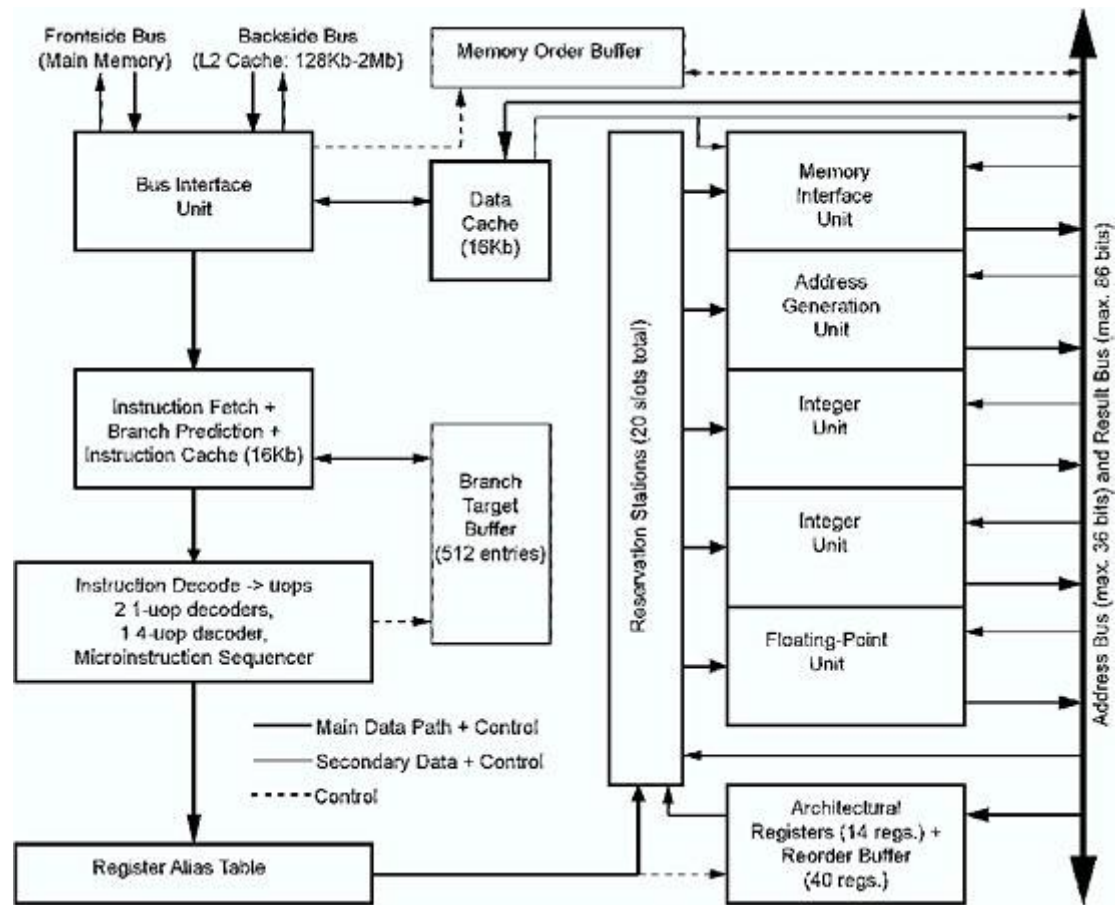 Frontside Bus
(Main Memory)
Backside Bus
(L2 Cache: 128Kb-2Mb)
Memory Order Buffer
Bus Interface
Unit
Data
Cache
(16Kb)
Memory
Interface
Unit
Address
Generation
Unit
Integer
Unit
Integer
Unit
Floating-Point
Unit
Reservation Stations (20 slots total)
Address Bus (max. 36 bits) and Result Bus (max. 86 bits)
Instruction Fetch +
Branch Prediction +
Instruction Cache (16Kb)
Branch
Target
Buffer
(512 entries)
Instruction Decode -> uops
2 1-uop decoders,
1 4-uop decoder,
Microinstruction Sequencer
Main Data Path + Control
Secondary Data + Control
Control
Register Alias Table
Architectural
Registers (14 regs.) +
Reorder Buffer
(40 regs.)